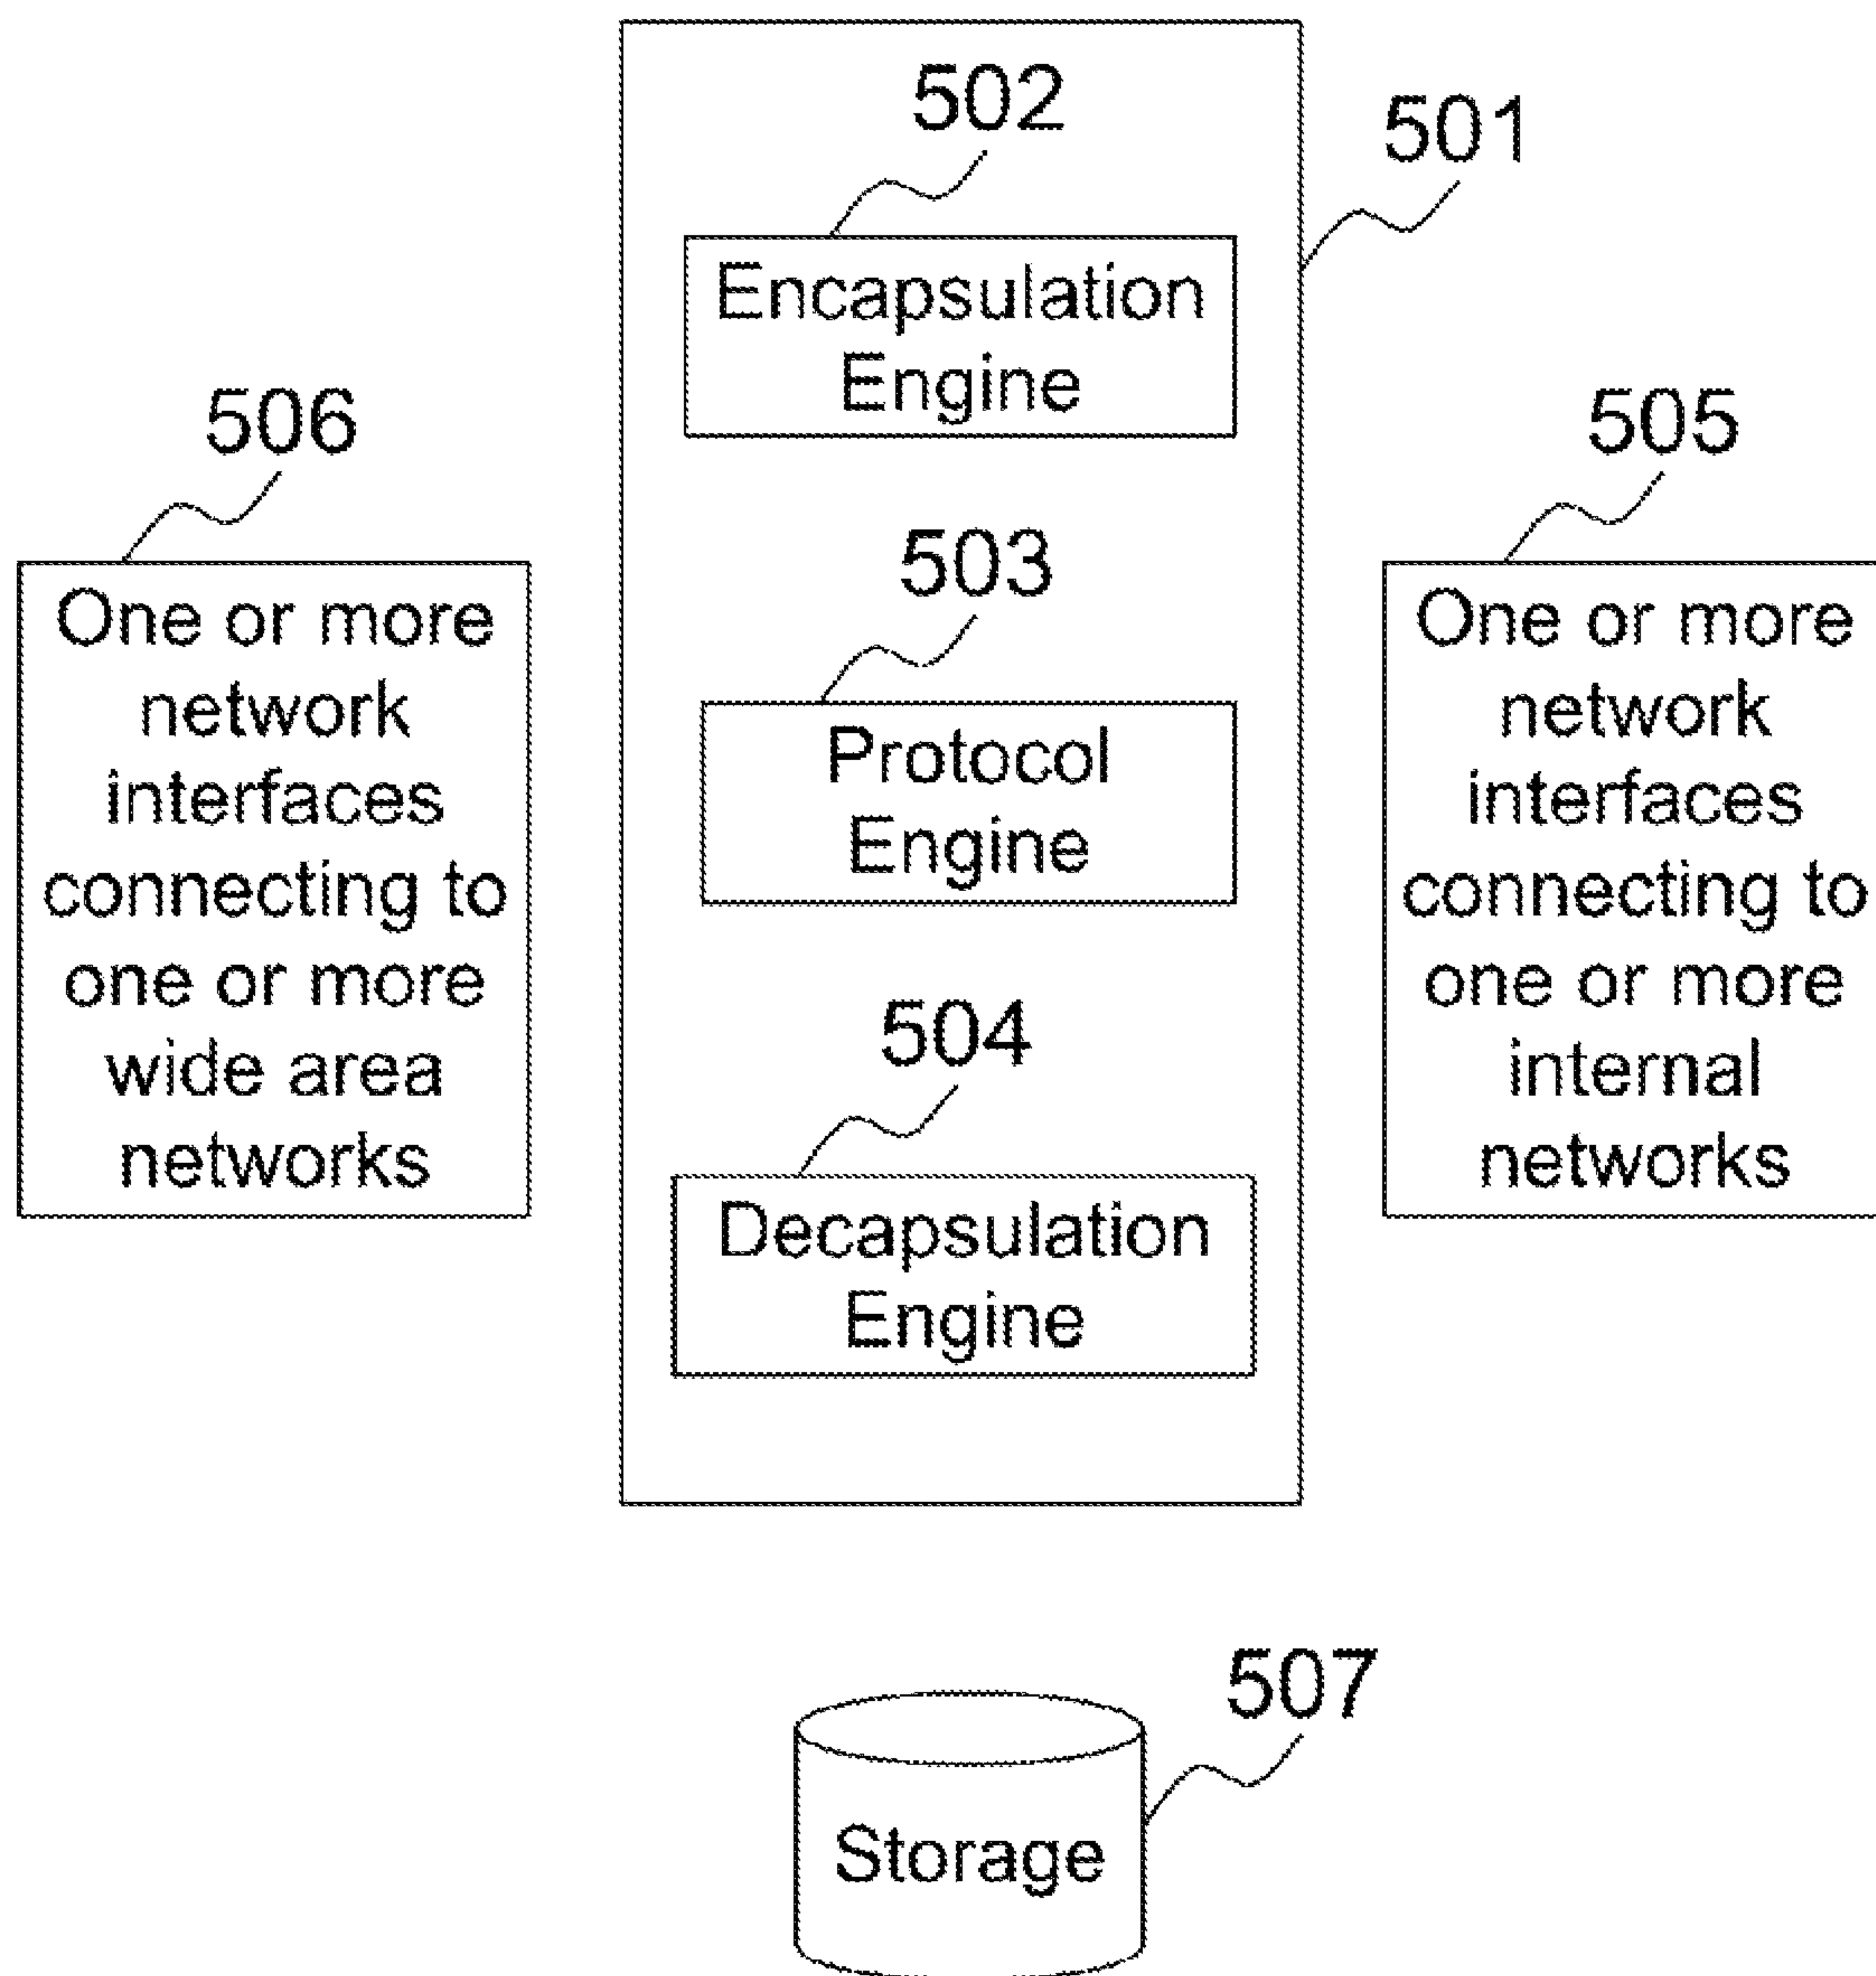 502
501
Encapsulation
Engine
506
505
503
One or more
network
interfaces
connecting to
one or more
wide area
networks
Protocol
Engine
One or more
network
interfaces
connecting to
one or more
internal
networks
504
Decapsulation
Engine
507
Storage